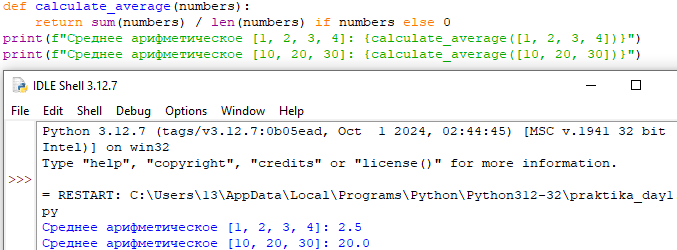 def calculate_average(numbers):
    return sum(numbers) / len(numbers) if numbers else 0
print(f"Среднее арифметическое [1, 2, 3, 4]: {calculate_average([1, 2, 3, 4])}")
print(f"Среднее арифметическое [10, 20, 30]: {calculate_average([10, 20, 30])}")
IDLE Shell 3.12.7
File Edit Shell Debug Options Window Help
Python 3.12.7 (tags/v3.12.7:0b05ead, Oct  1 2024, 02:44:45) [MSC v.1941 32 bit
Intel)] on win32
Type "help", "copyright", "credits" or "license()" for more information.
>>>
= RESTART: C:\Users\13\AppData\Local\Programs\Python\Python312-32\praktika_day1
py
Среднее арифметическое [1, 2, 3, 4]: 2.5
Среднее арифметическое [10, 20, 30]: 20.0